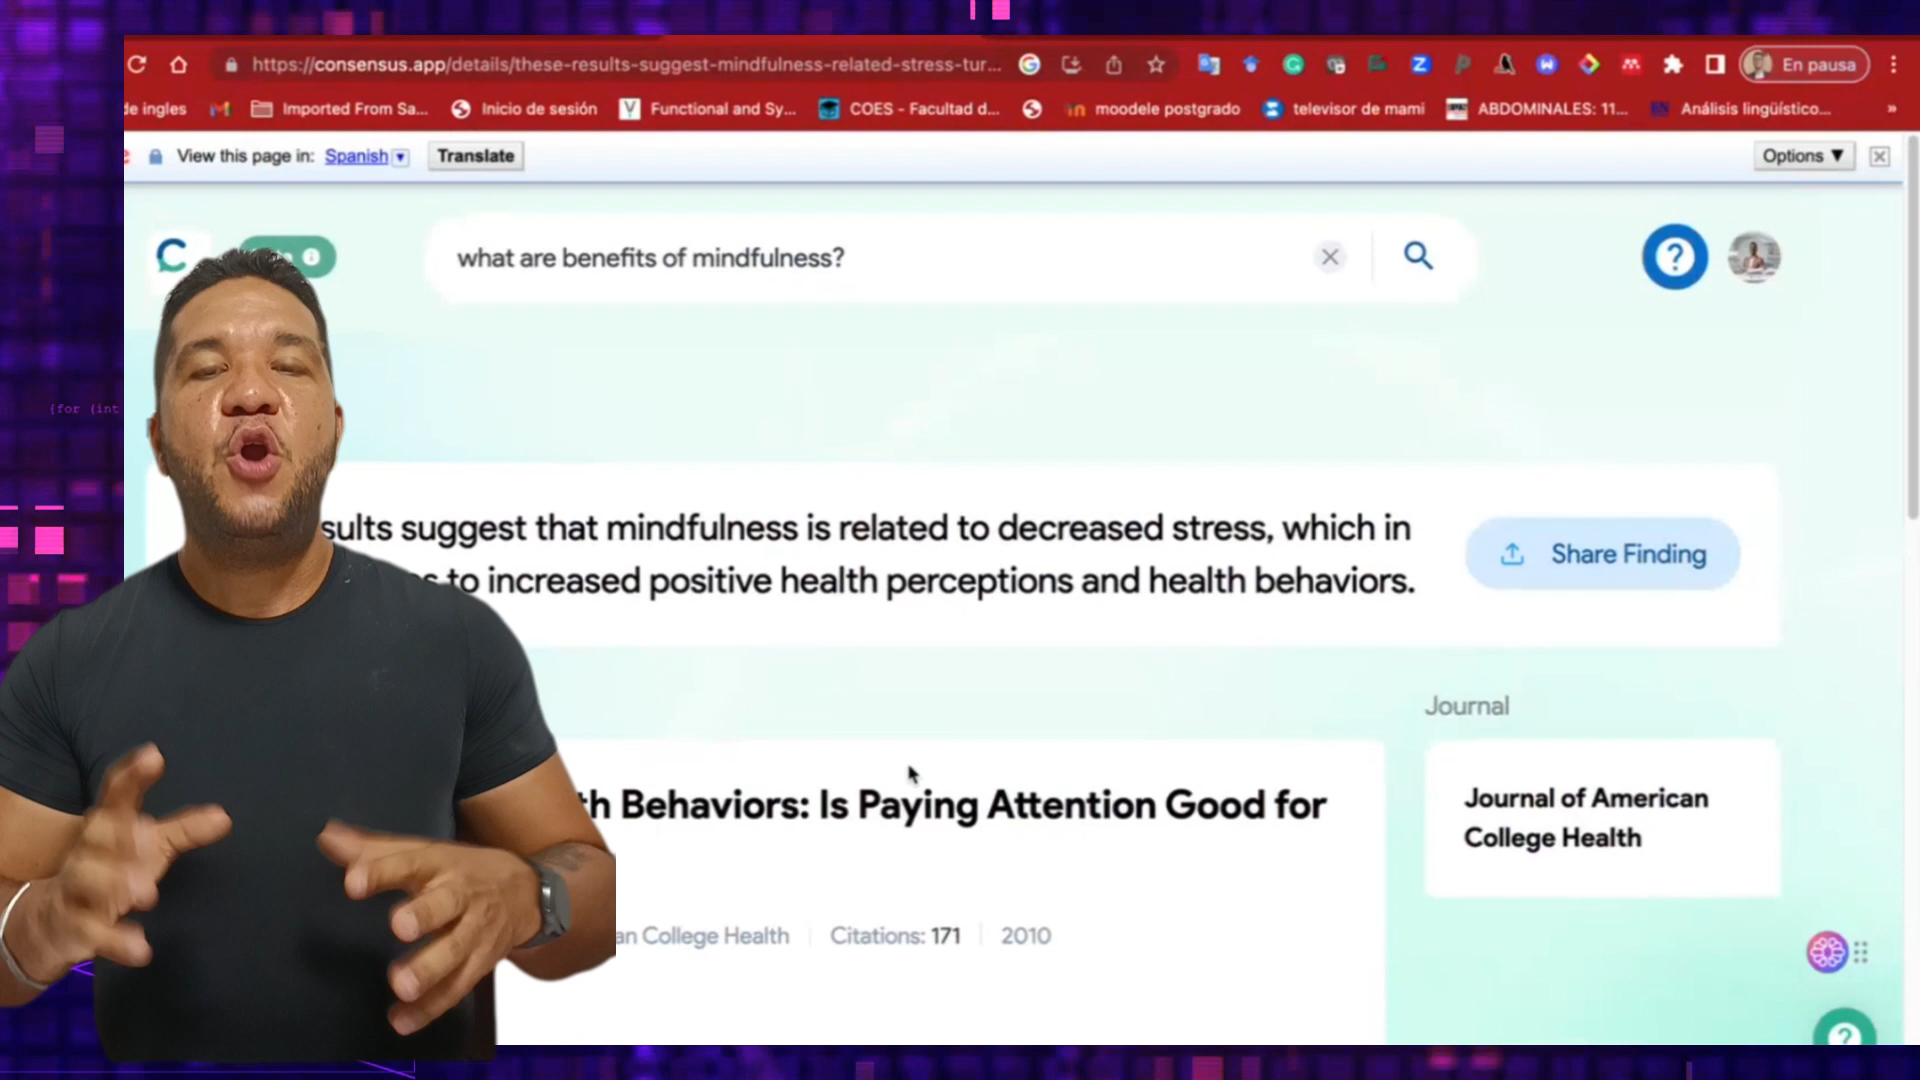 https://consensus.app/details/these-results-suggest-mindfulness-related-stress-tur...
En pausa
de ingles
Imported From Sa...
Inicio de sesión
Functional and Sy...
COES - Facultad d...
moodele postgrado
televisor de mami
ABDOMINALES: 11...
Análisis lingüístico...
»
View this page in: Spanish Translate Options
what are benefits of mindfulness?
{for (int
sults suggest that mindfulness is related to decreased stress, which in
to increased positive health perceptions and health behaviors.
Share Finding
Journal
h Behaviors: Is Paying Attention Good for
Journal of American
College Health
an College Health Citations: 171 2010